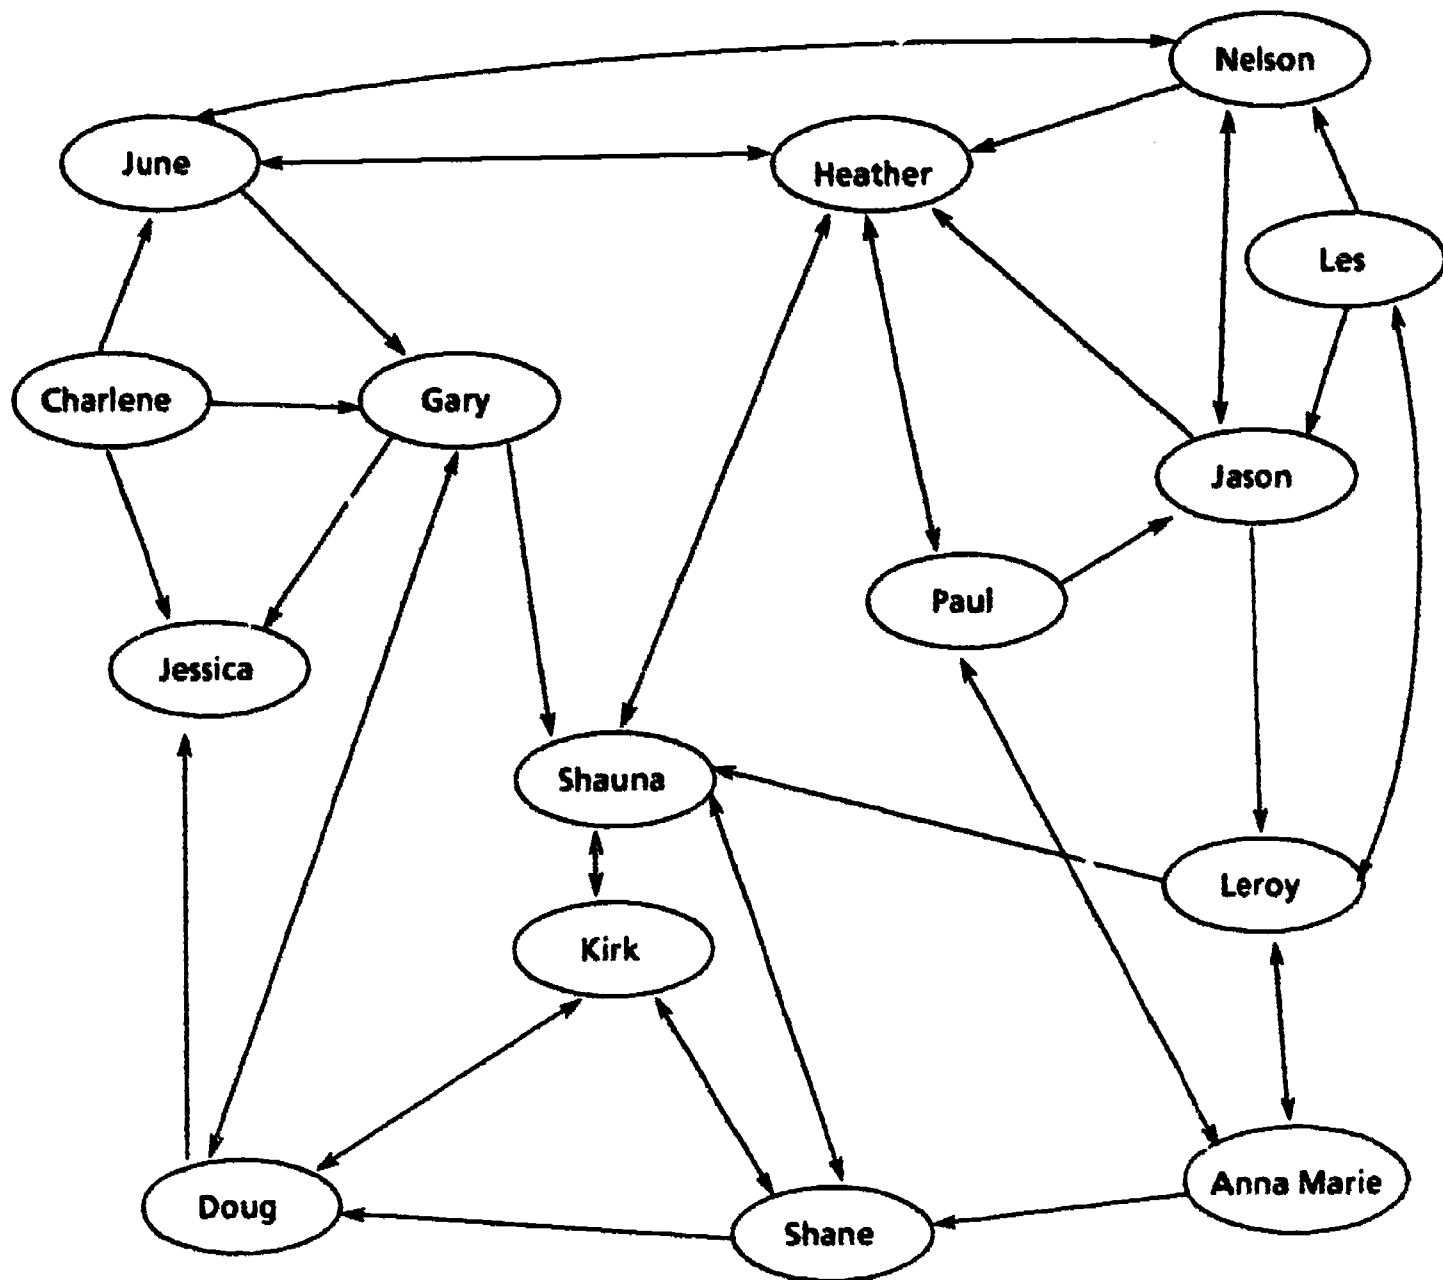 Nelson
June
Heather
Les
Charlene
Gary
Jason
Paul
Jessica
Shauna
Leroy
Kirk
Anna Marie
Doug
Shane